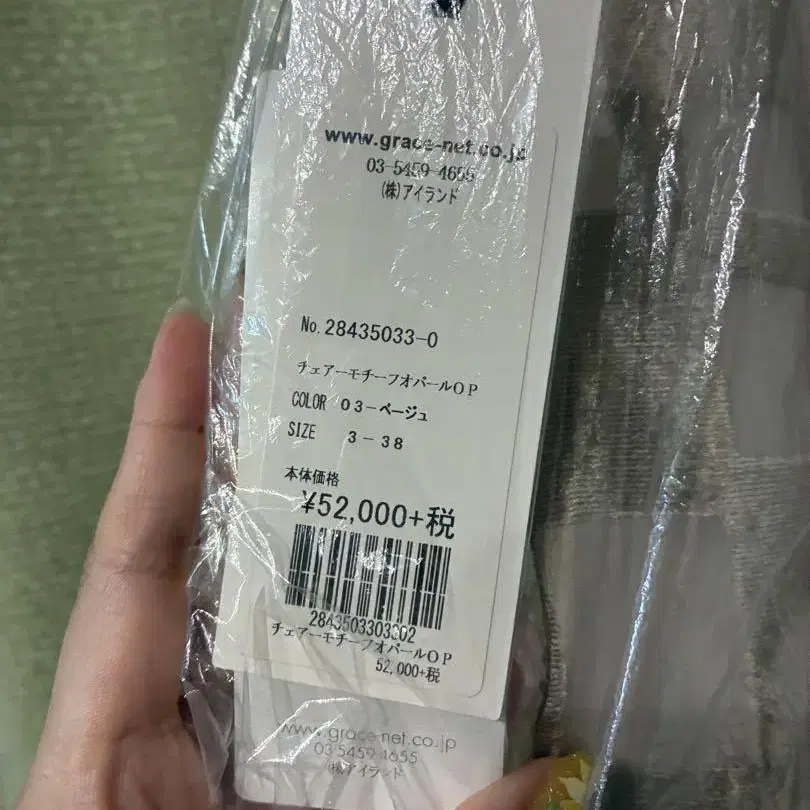 www.grace-net.co.jp
03-5459-4655
(株)アイランド
No. 28435033-0
チェアーモチーフオパールOP
COLOR 03-ベージュ
SIZE 3-38
本体価格
¥52,000+税
2843503303802
チェアーモチーフオパールOP
52,000+税
www.grace-net.co.jp
03 5459-4655
(株)アイランド